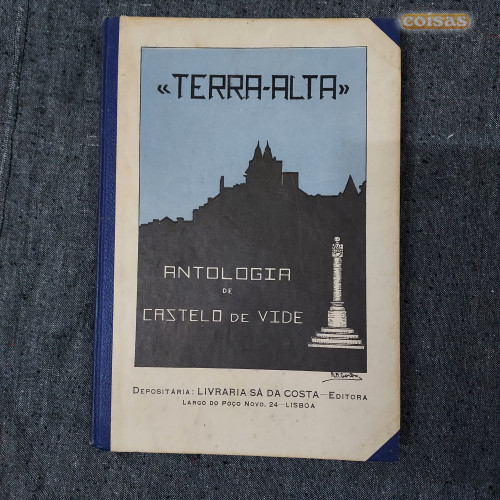 coisas
«TERRA-ALTA»
ANTOLOGIA
DE
CASTELO DE VIDE
DEPOSITÁRIA: LIVRARIA SÁ DA COSTA—EDITORA
LARGO DO POÇO NOVO, 24—LISBOA